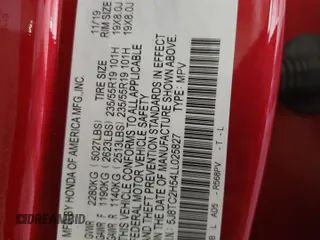 MFD BY HONDA OF AMERICA MFG.,INC. 11/19
GVWR 2280KG (5027LBS) TIRE SIZE RIM SIZE
GAWR F 1190KG (2623LBS) 235/55R19 101H 19X8.0J
GAWR R 1140KG (2513LBS) 235/55R19 101H 19X8.0J
THIS VEHICLE CONFORMS TO ALL APPLICABLE
FEDERAL MOTOR VEHICLE SAFETY
AND THEFT PREVENTION STANDARDS IN EFFECT
ON THE DATE OF MANUFACTURE SHOWN ABOVE.
5J8TC2H54LL025827 TYPE: MPV
B L AD5 -R568PV -T -L